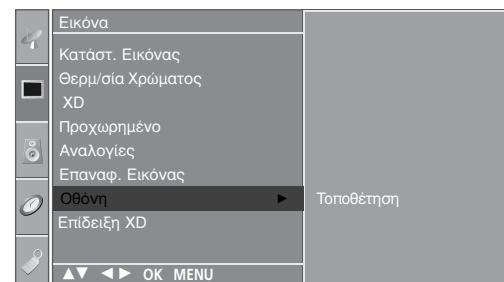 Εικόνα
Κατάστ. Εικόνας
Θερμ/σία Χρώματος
XD
Προχωρημένο
Αναλογίες
Επαναφ. Εικόνας
Οθόνη ► Τοποθέτηση
Επίδειξη XD
▲▼ ◄► OK MENU